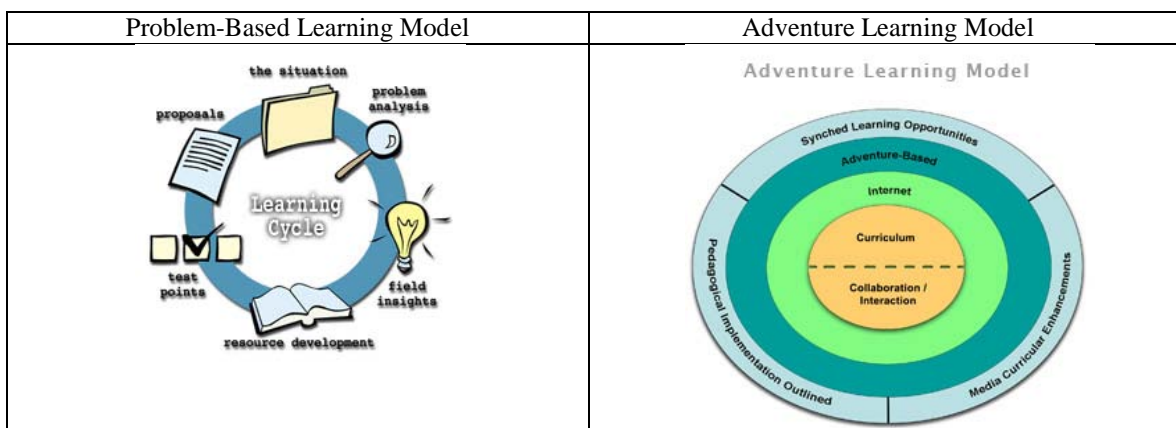 Problem-Based Learning Model
the situation
problem
analysis
proposals
Learning
Cycle
test
points
field
insights
resource development
Adventure Learning Model
Adventure Learning Model
Synched Learning Opportunities
Adventure-Based
Internet
Curriculum
Collaboration /
Interaction
Pedagogical Implementation Outlined
Media Curricular Enhancements